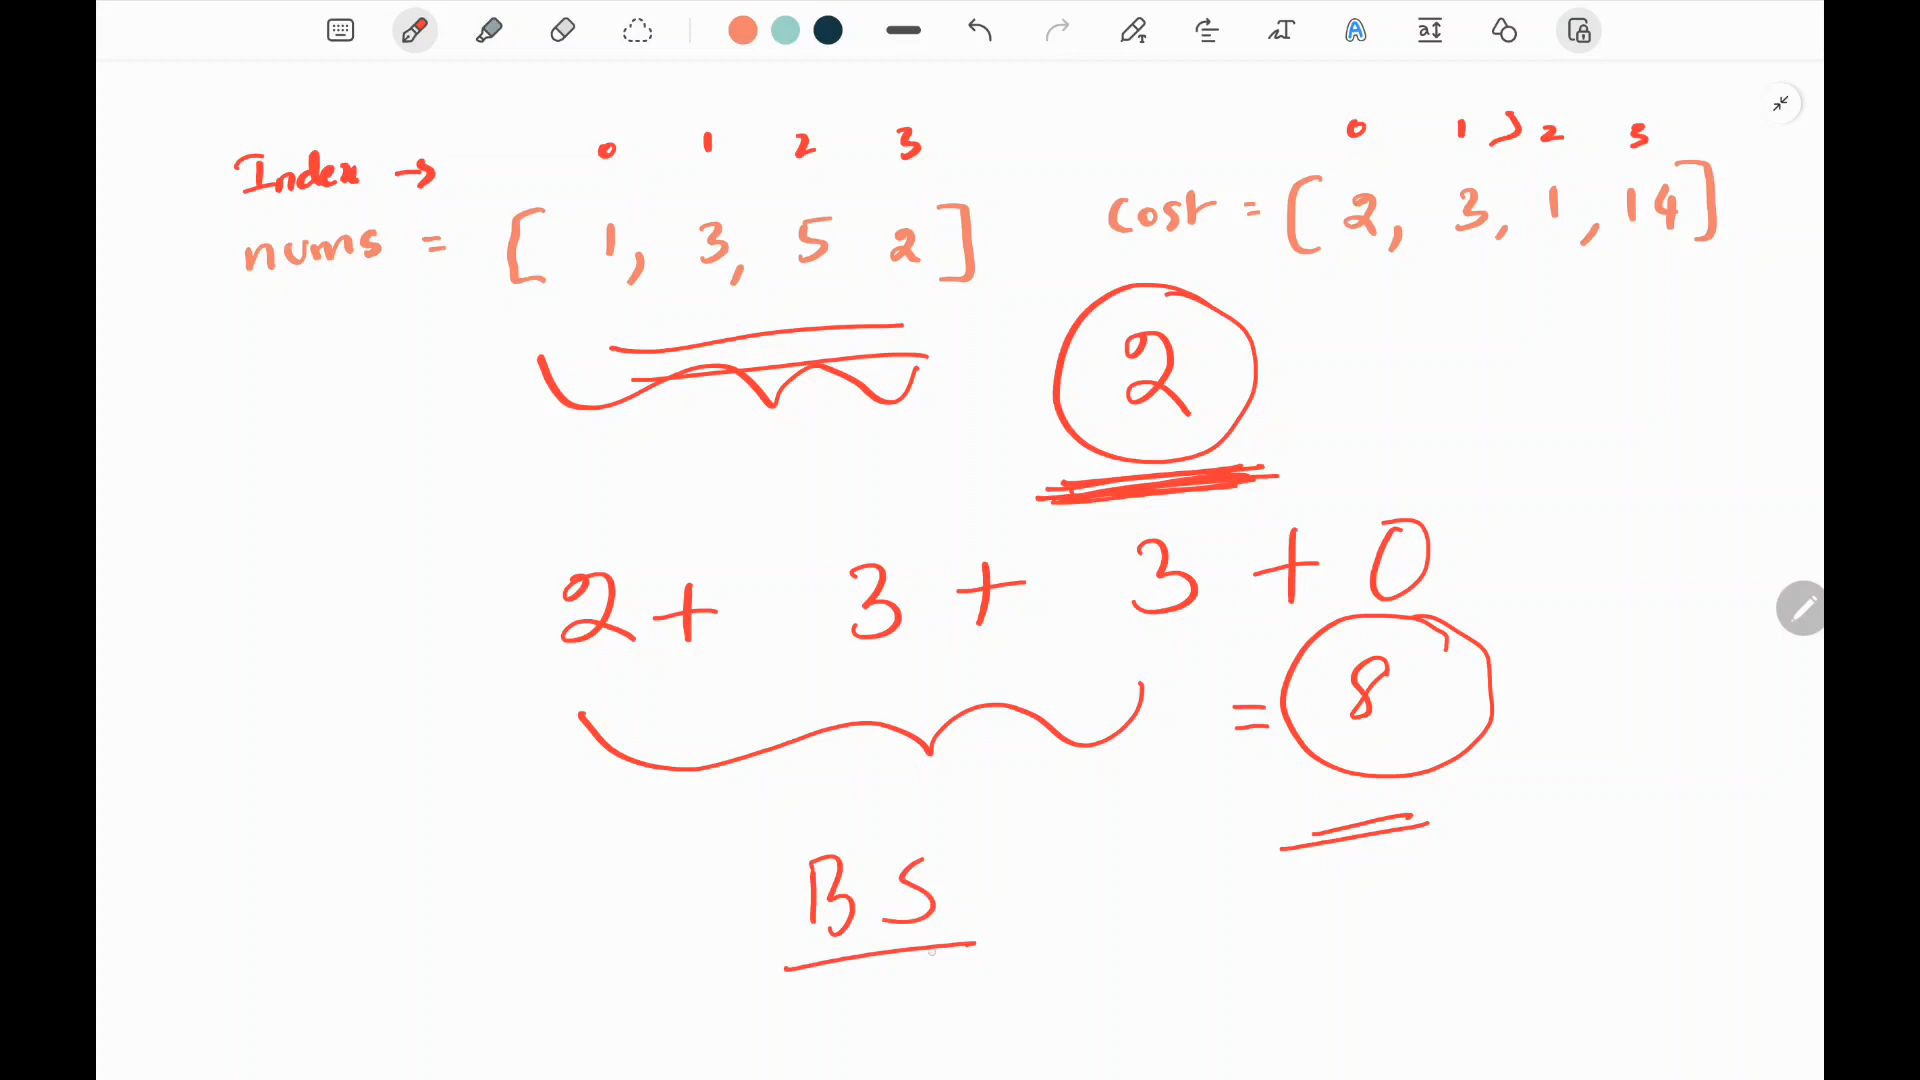 0 1 2 3
Index →
nums = [ 1, 3, 5 2 ]
0 1 2 3
cost = [ 2, 3, 1, 14 ]
2
2 + 3 + 3 + 0
= 8
BS